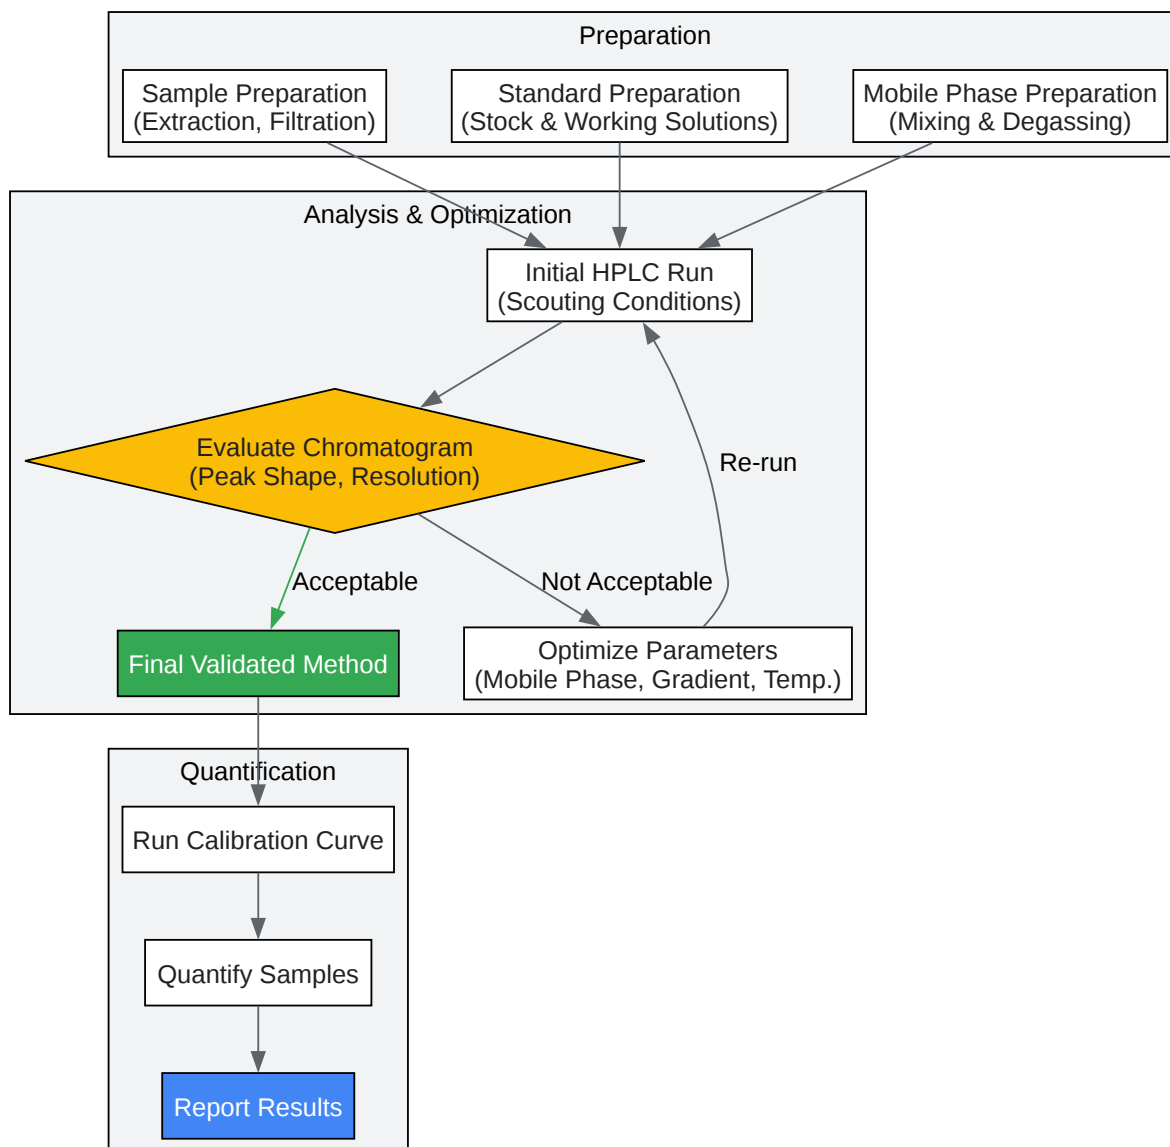 Preparation
Sample Preparation
(Extraction, Filtration)
Standard Preparation
(Stock & Working Solutions)
Mobile Phase Preparation
(Mixing & Degassing)
Analysis & Optimization
Initial HPLC Run
(Scouting Conditions)
Evaluate Chromatogram
(Peak Shape, Resolution)
Re-run
Acceptable
Not Acceptable
Final Validated Method
Optimize Parameters
(Mobile Phase, Gradient, Temp.)
Quantification
Run Calibration Curve
Quantify Samples
Report Results